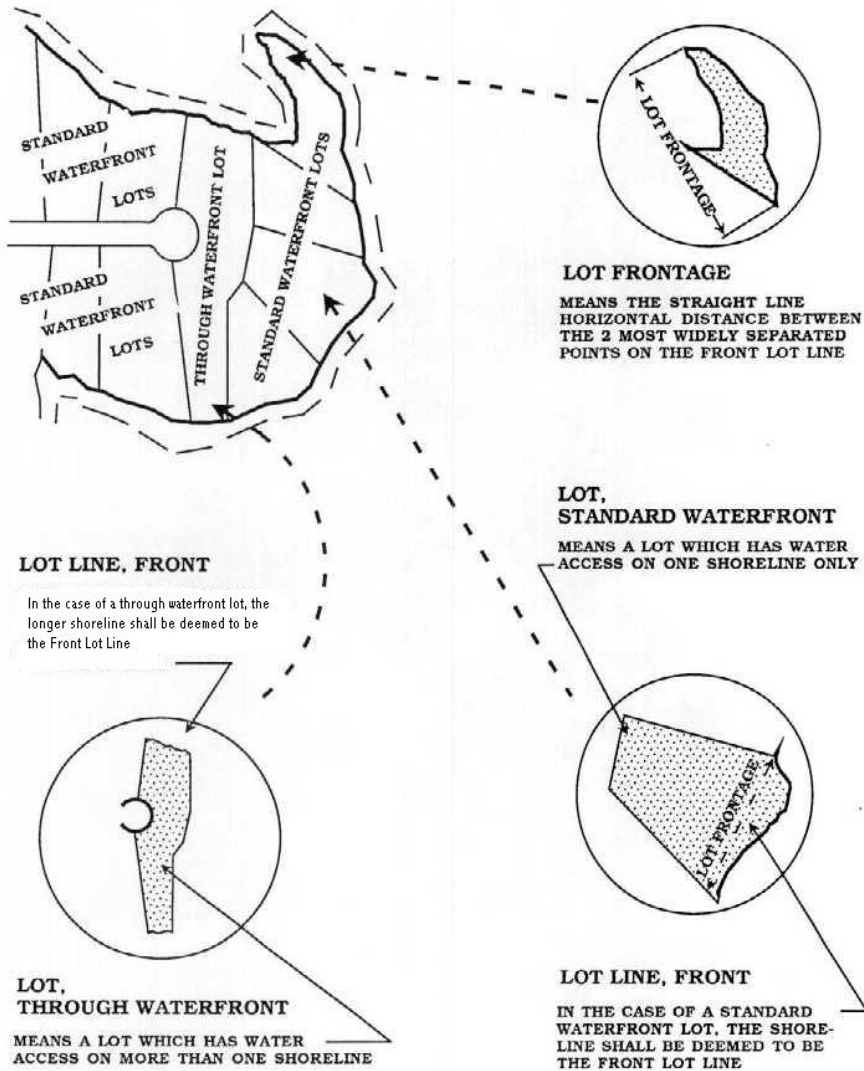 STANDARD
WATERFRONT
LOTS
STANDARD
WATERFRONT
LOTS
THROUGH WATERFRONT LOT
STANDARD WATERFRONT LOTS
LOT FRONTAGE
LOT FRONTAGE
MEANS THE STRAIGHT LINE
HORIZONTAL DISTANCE BETWEEN
THE 2 MOST WIDELY SEPARATED
POINTS ON THE FRONT LOT LINE
LOT,
STANDARD WATERFRONT
MEANS A LOT WHICH HAS WATER
ACCESS ON ONE SHORELINE ONLY
LOT LINE, FRONT
In the case of a through waterfront lot, the
longer shoreline shall be deemed to be
the Front Lot Line
LOT FRONTAGE
LOT,
THROUGH WATERFRONT
MEANS A LOT WHICH HAS WATER
ACCESS ON MORE THAN ONE SHORELINE
LOT LINE, FRONT
IN THE CASE OF A STANDARD
WATERFRONT LOT, THE SHORE-
LINE SHALL BE DEEMED TO BE
THE FRONT LOT LINE